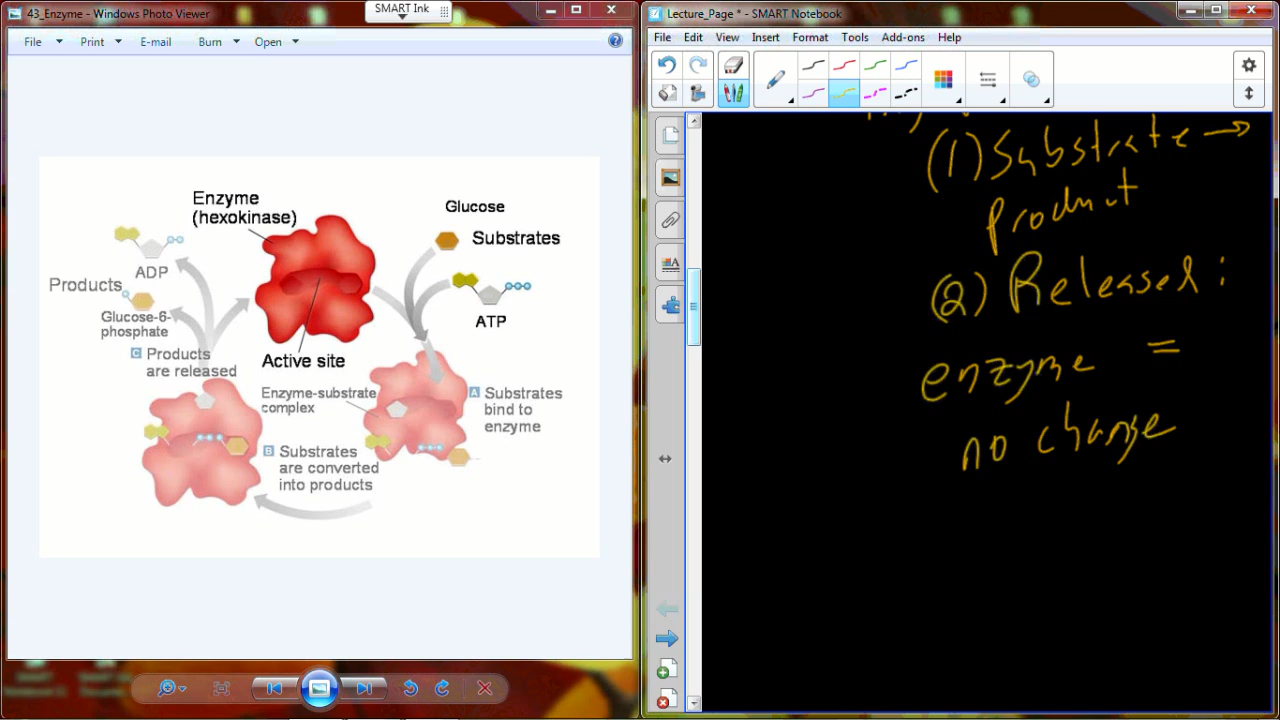 43_Enzyme - Windows Photo Viewer
SMART Ink
File Print E-mail Burn Open
Enzyme
(hexokinase)
Glucose
Substrates
ADP
Products
Glucose-6-
phosphate
ATP
C Products
are released
Active site
Enzyme-substrate
complex
A Substrates
bind to
enzyme
B Substrates
are converted
into products
Lecture_Page * - SMART Notebook
File Edit View Insert Format Tools Add-ons Help
(1) Substrate →
Product
(2) Released :
enzyme =
no change